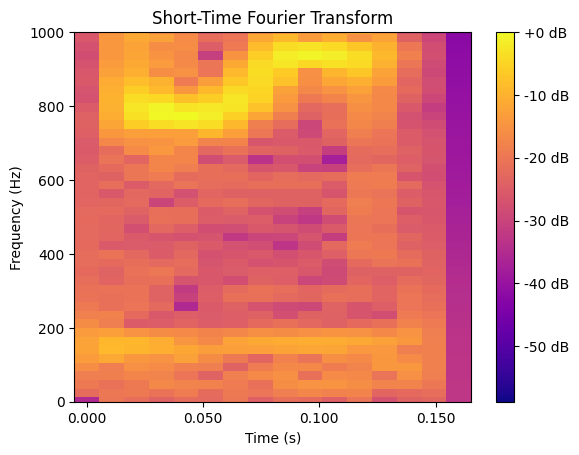 Short-Time Fourier Transform
1000
800
600
400
200
0
Frequency (Hz)
0.000
0.050
0.100
0.150
Time (s)
+0 dB
-10 dB
-20 dB
-30 dB
-40 dB
-50 dB